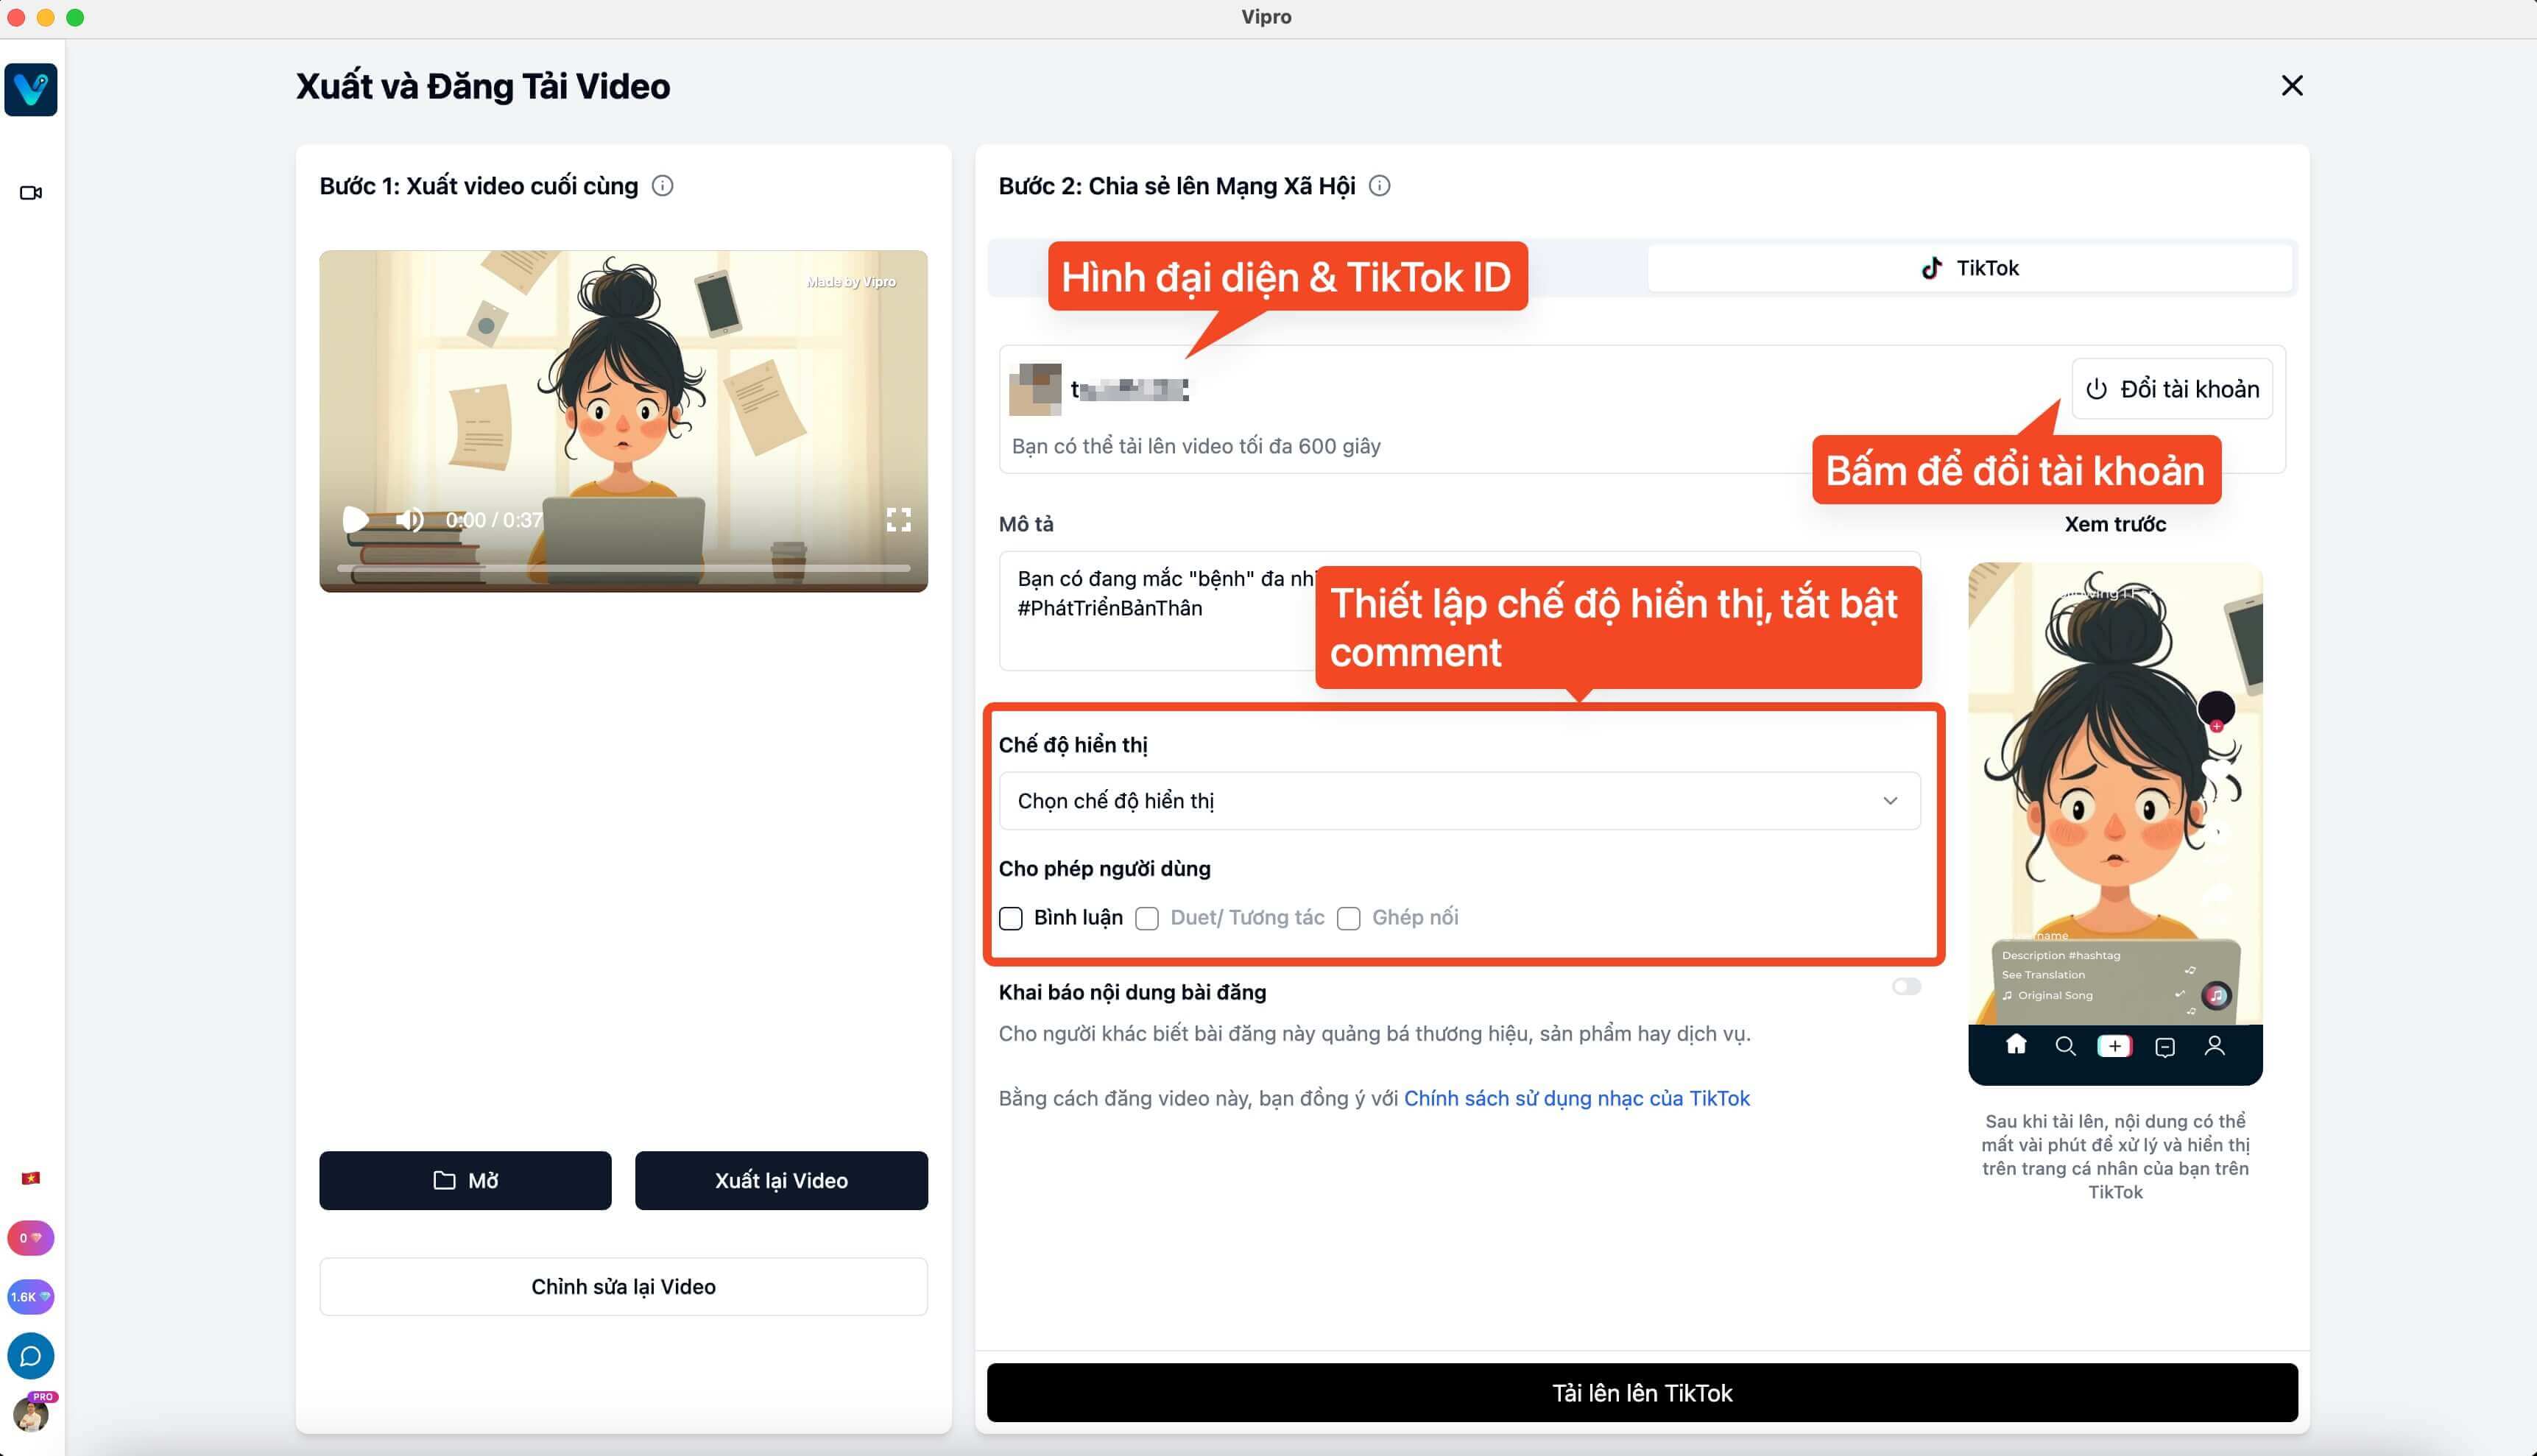 Vipro
Xuất và Đăng Tải Video
Bước 1: Xuất video cuối cùng
Made by Vipro
0:00 / 0:37
Mở
Xuất lại Video
Chỉnh sửa lại Video
Bước 2: Chia sẻ lên Mạng Xã Hội
Hình đại diện & TikTok ID
TikTok
Đổi tài khoản
Bạn có thể tải lên video tối đa 600 giây
Bấm để đổi tài khoản
Mô tả
Xem trước
Bạn có đang mắc "bệnh" đa
#PhátTriểnBảnThân
Thiết lập chế độ hiển thị, tắt bật
comment
Chế độ hiển thị
Chọn chế độ hiển thị
Cho phép người dùng
Bình luận
Duet/ Tương tác
Ghép nối
Khai báo nội dung bài đăng
Cho người khác biết bài đăng này quảng bá thương hiệu, sản phẩm hay dịch vụ.
Bằng cách đăng video này, bạn đồng ý với Chính sách sử dụng nhạc của TikTok
Description #hashtag
See Translation
Original Song
Sau khi tải lên, nội dung có thể
mất vài phút để xử lý và hiển thị
trên trang cá nhân của bạn trên
TikTok
Tải lên lên TikTok
0
1.6K
PRO